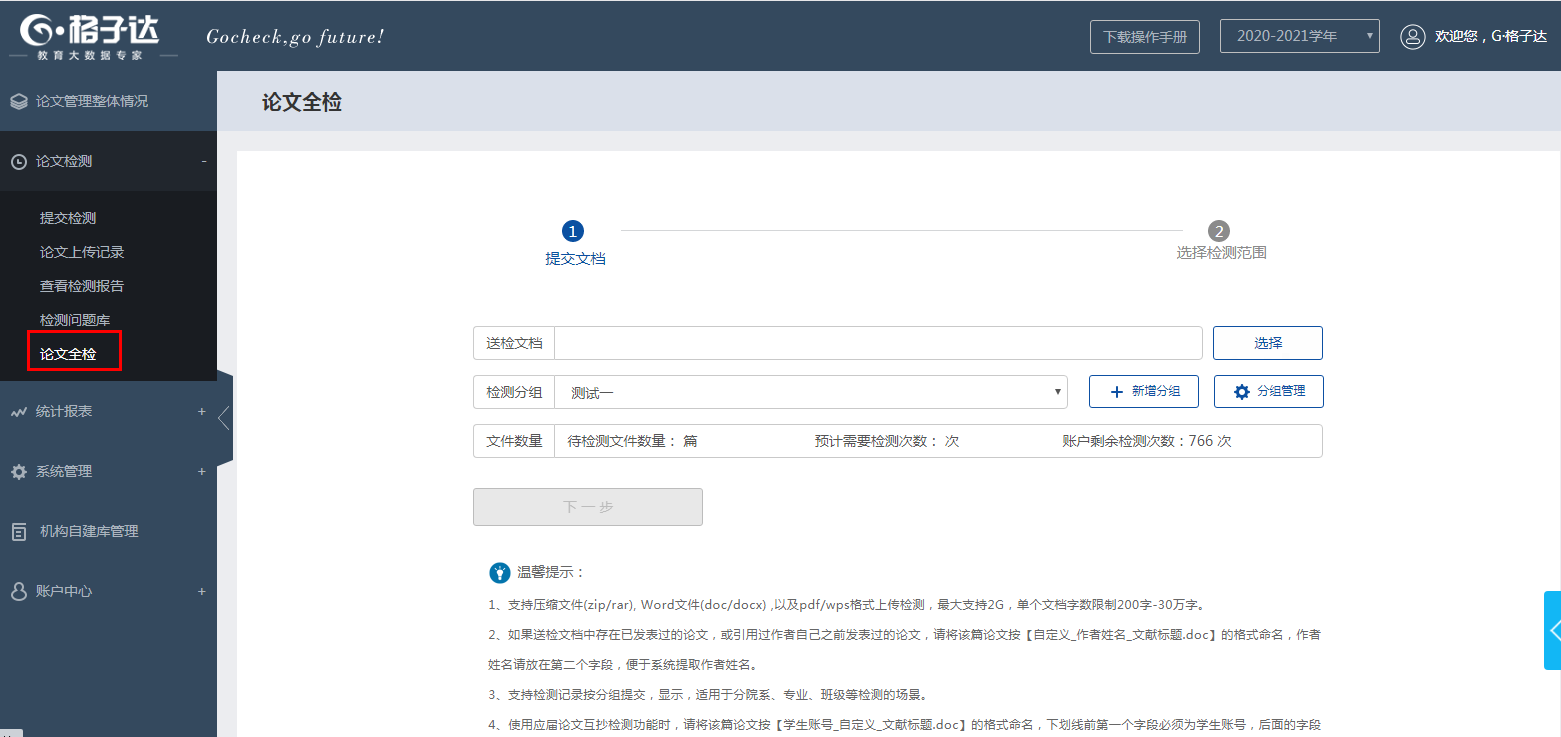 G·格子达
教育大数据专家
Gocheck,go future!
下载操作手册
2020-2021学年
欢迎您，G·格子达
论文管理整体情况
论文检测
-
提交检测
论文上传记录
查看检测报告
检测问题库
论文全检
统计报表
+
系统管理
+
机构自建库管理
账户中心
+
论文全检
1
提交文档
2
选择检测范围
送检文档
选择
检测分组
测试一
新增分组
分组管理
文件数量
待检测文件数量： 篇
预计需要检测次数： 次
账户剩余检测次数：766 次
下一步
温馨提示：
1、支持压缩文件(zip/rar), Word文件(doc/docx) ,以及pdf/wps格式上传检测，最大支持2G，单个文档字数限制200字-30万字。
2、如果送检文档中存在已发表过的论文，或引用过作者自己之前发表过的论文，请将该篇论文按【自定义_作者姓名_文献标题.doc】的格式命名，作者
姓名请放在第二个字段，便于系统提取作者姓名。
3、支持检测记录按分组提交，显示，适用于分院系、专业、班级等检测的场景。
4、使用应届论文互抄检测功能时，请将该篇论文按【学生账号_自定义_文献标题.doc】的格式命名，下划线前第一个字段必须为学生账号，后面的字段